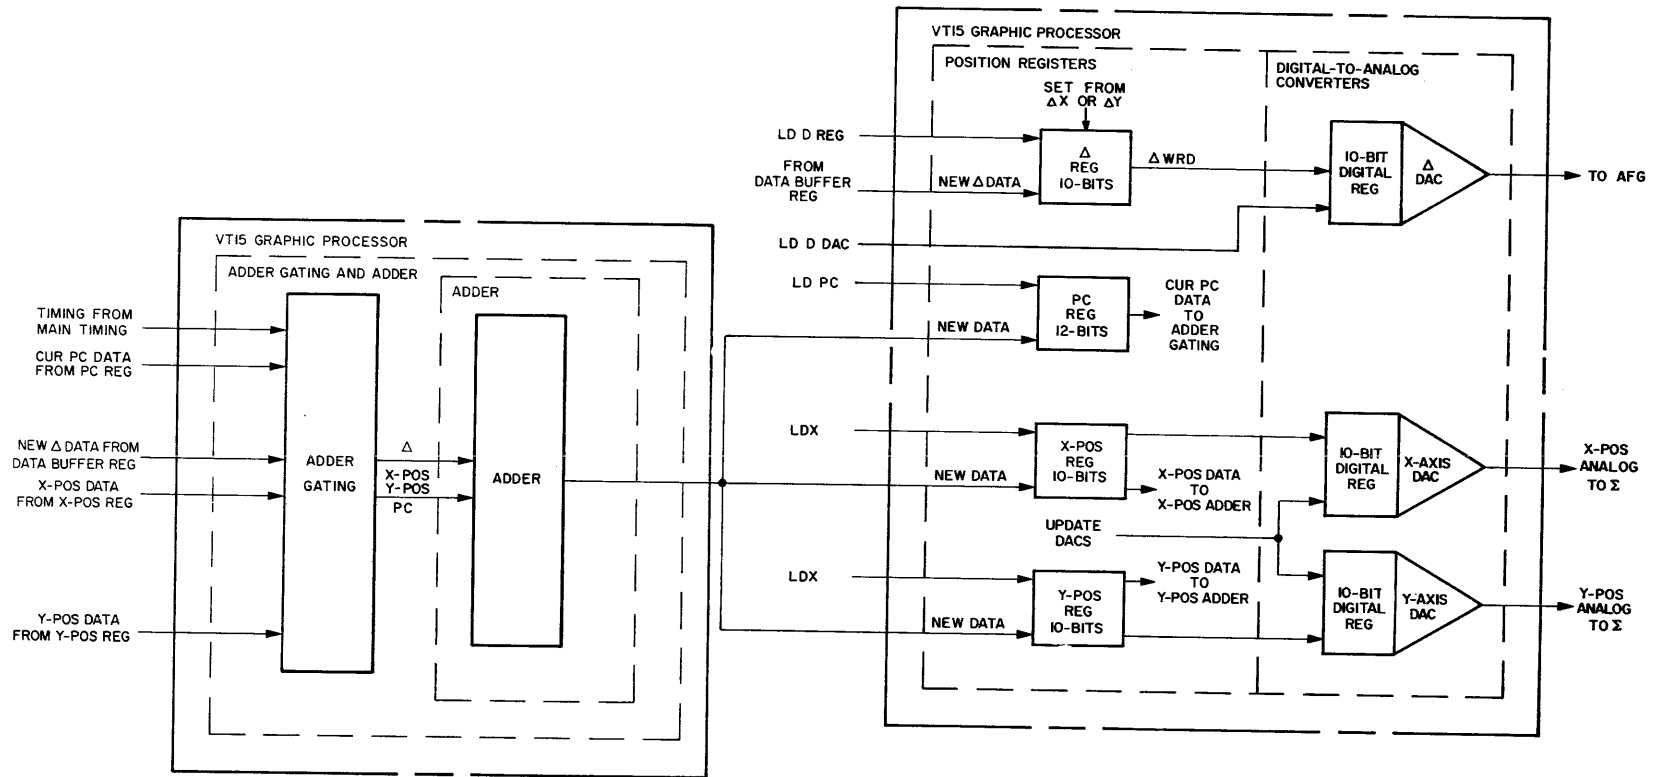 VT15 GRAPHIC PROCESSOR
ADDER GATING AND ADDER
ADDER
TIMING FROM
MAIN TIMING
CUR PC DATA
FROM PC REG
NEW Δ DATA FROM
DATA BUFFER REG
X-POS DATA
FROM X-POS REG
Y-POS DATA
FROM Y-POS REG
ADDER
GATING
Δ
X-POS
Y-POS
PC
ADDER
VT15 GRAPHIC PROCESSOR
POSITION REGISTERS
DIGITAL-TO-ANALOG
CONVERTERS
SET FROM
ΔX OR ΔY
LD D REG
FROM
DATA BUFFER
REG
NEW Δ DATA
Δ
REG
10-BITS
Δ WRD
10-BIT
DIGITAL
REG
Δ
DAC
TO AFG
LD D DAC
LD PC
NEW DATA
PC
REG
12-BITS
CUR PC
DATA
TO
ADDER
GATING
LDX
NEW DATA
X-POS
REG
10-BITS
X-POS DATA
TO
X-POS ADDER
10-BIT
DIGITAL
REG
X-AXIS
DAC
X-POS
ANALOG
TO Σ
UPDATE
DACS
LDX
NEW DATA
Y-POS
REG
10-BITS
Y-POS DATA
TO
Y-POS ADDER
10-BIT
DIGITAL
REG
Y-AXIS
DAC
Y-POS
ANALOG
TO Σ